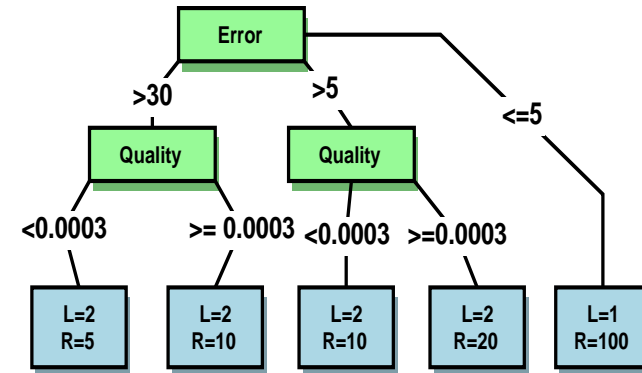 Error
>30
>5
<=5
Quality
Quality
<0.0003
>= 0.0003
<0.0003
>=0.0003
L=2
R=5
L=2
R=10
L=2
R=10
L=2
R=20
L=1
R=100